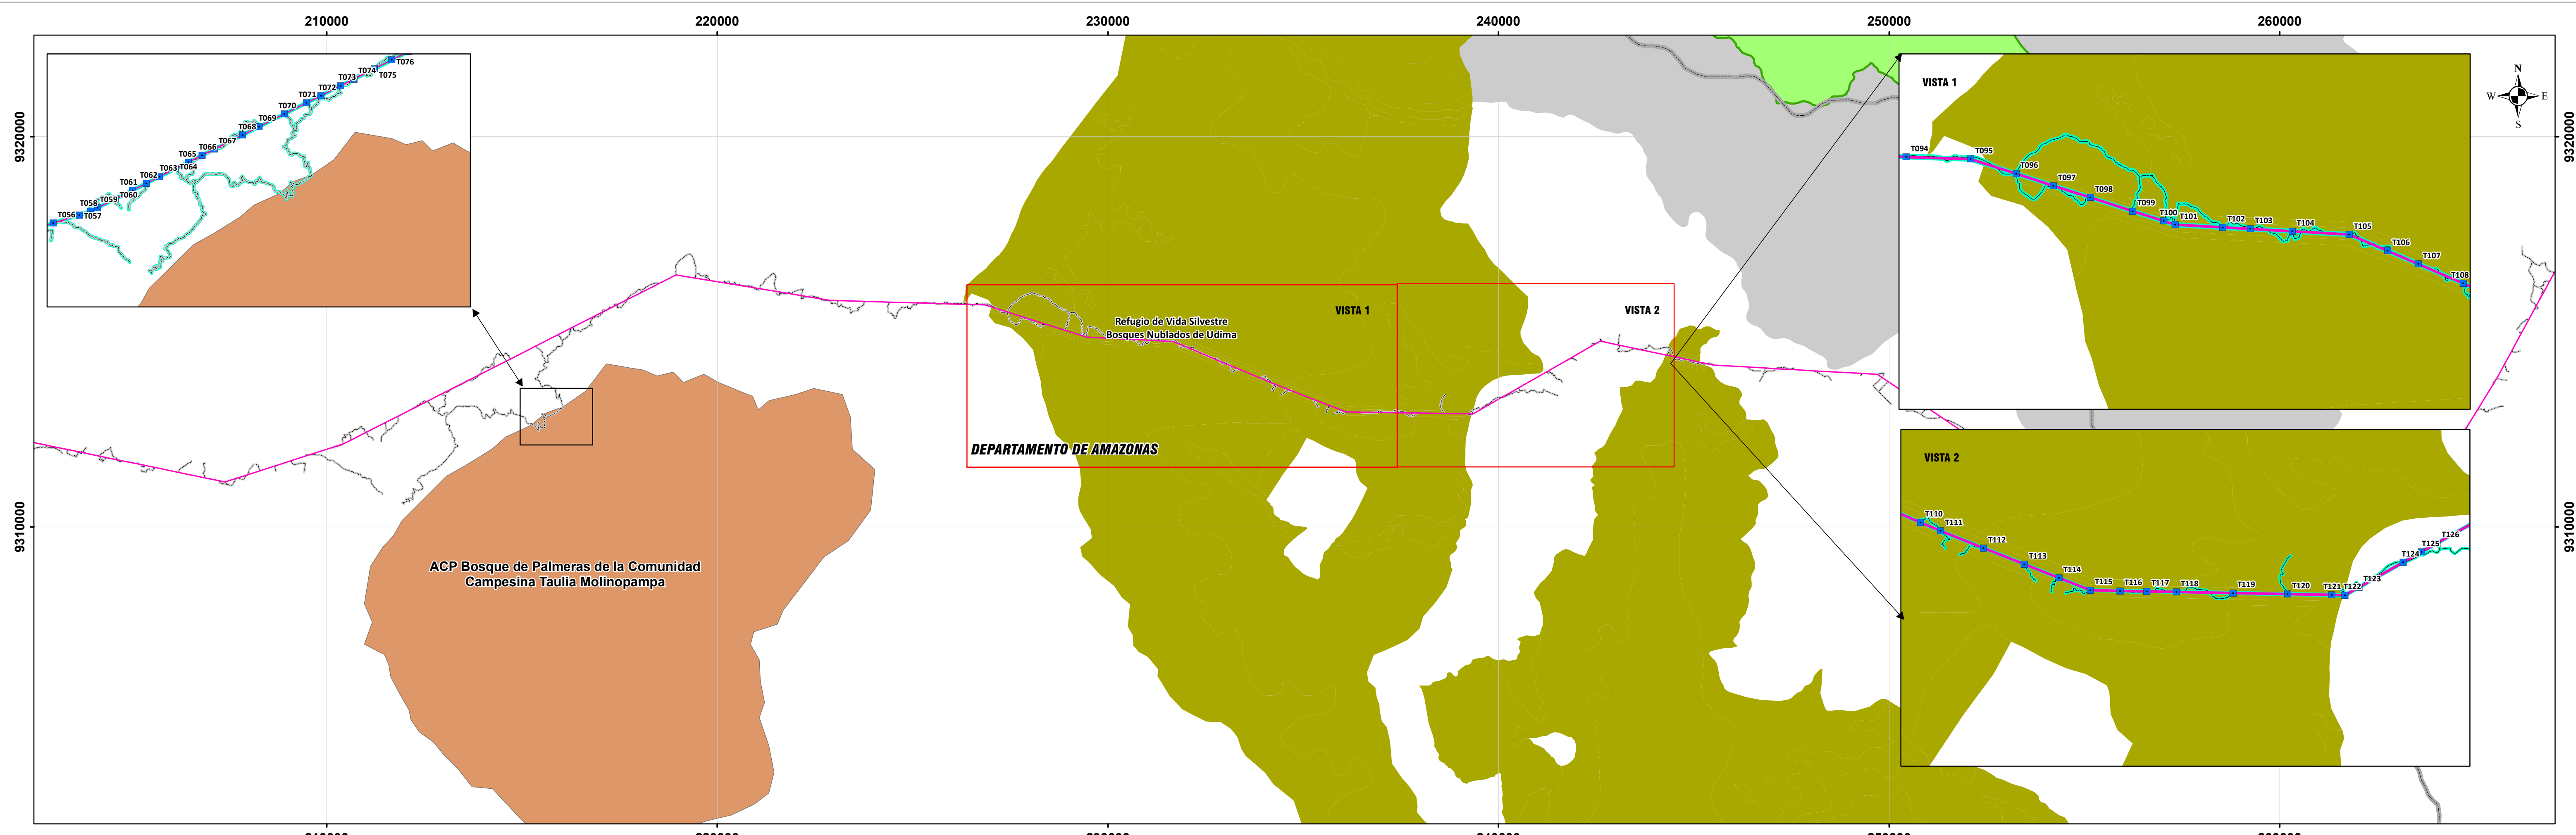 210000
220000
230000
240000
250000
260000
9320000
9310000
T056
T057
T058
T059
T060
T061
T062
T063
T064
T065
T066
T067
T068
T069
T070
T071
T072
T073
T074
T075
T076
VISTA 1
VISTA 2
Refugio de Vida Silvestre
Bosques Nublados de Udima
DEPARTAMENTO DE AMAZONAS
ACP Bosque de Palmeras de la Comunidad
Campesina Taulia Molinopampa
VISTA 1
T094
T095
T096
T097
T098
T099
T100
T101
T102
T103
T104
T105
T106
T107
T108
N
W
E
S
VISTA 2
T110
T111
T112
T113
T114
T115
T116
T117
T118
T119
T120
T121
T122
T123
T124
T125
T126
9320000
9310000